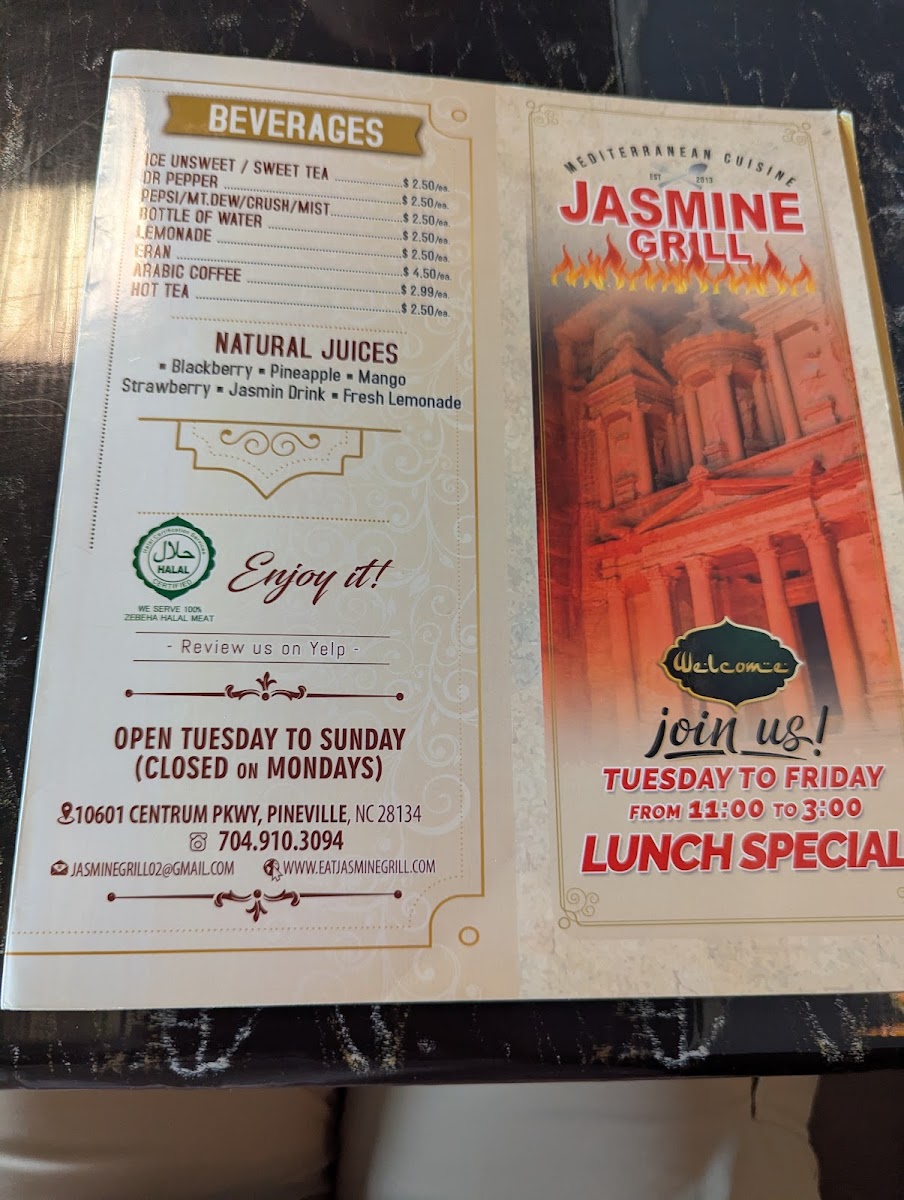 BEVERAGES
ICE UNSWEET / SWEET TEA ........ $ 2.50/ea.
DR PEPPER ........ $ 2.50/ea.
PEPSI/MT.DEW/CRUSH/MIST ........ $ 2.50/ea.
BOTTLE OF WATER ........ $ 2.50/ea.
LEMONADE ........ $ 2.50/ea.
ERAN ........ $ 4.50/ea.
ARABIC COFFEE ........ $ 2.99/ea.
HOT TEA ........ $ 2.50/ea.
NATURAL JUICES
▪ Blackberry ▪ Pineapple ▪ Mango
Strawberry ▪ Jasmin Drink ▪ Fresh Lemonade
Halal Certification Services
حلال
HALAL
CERTIFIED
WE SERVE 100%
ZEBEHA HALAL MEAT
Enjoy it!
- Review us on Yelp -
OPEN TUESDAY TO SUNDAY
(CLOSED ON MONDAYS)
10601 CENTRUM PKWY, PINEVILLE, NC 28134
704.910.3094
JASMINEGRILL02@GMAIL.COM WWW.EATJASMINEGRILL.COM
MEDITERRANEAN CUISINE
EST 2013
JASMINE
GRILL
Welcome
join us!
TUESDAY TO FRIDAY
FROM 11:00 TO 3:00
LUNCH SPECIAL